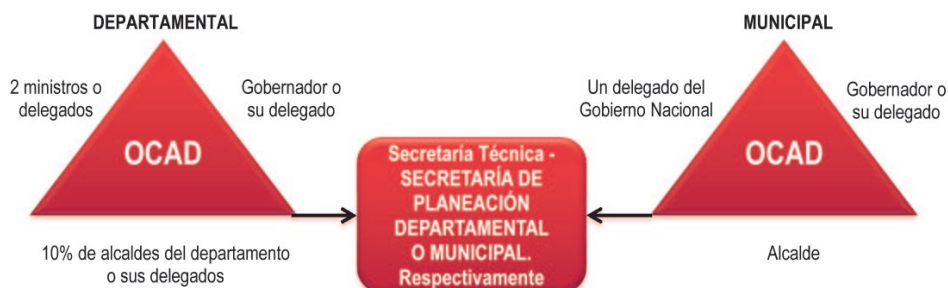 DEPARTAMENTAL
2 ministros o
delegados
Gobernador o
su delegado
OCAD
10% de alcaldes del departamento
o sus delegados
Secretaría Técnica -
SECRETARÍA DE
PLANEACIÓN
DEPARTAMENTAL
O MUNICIPAL.
Respectivamente
MUNICIPAL
Un delegado del
Gobierno Nacional
Gobernador o
su delegado
OCAD
Alcalde